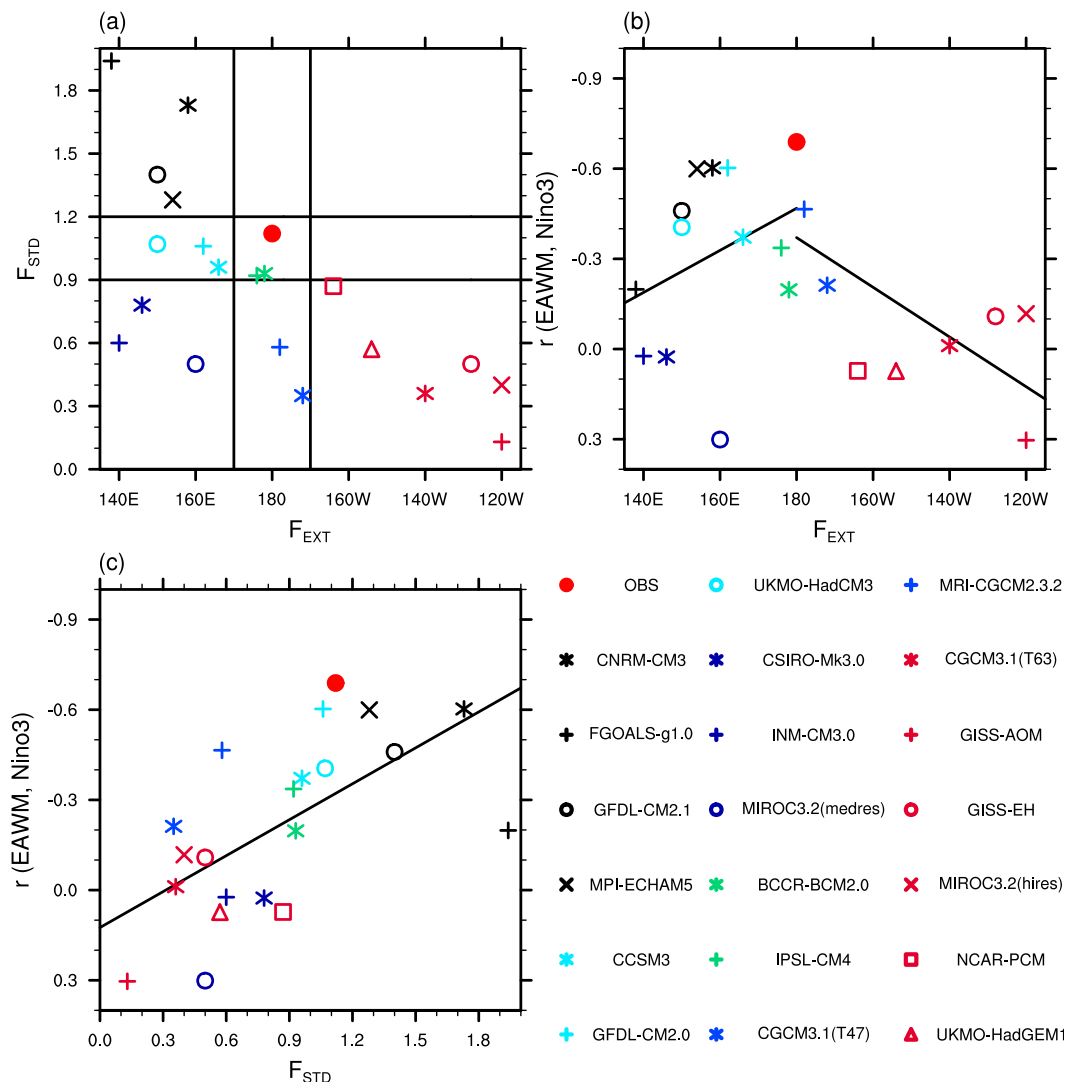 (a)
F_STD
1.8
1.5
1.2
0.9
0.6
0.3
0.0
140E 160E 180 160W 140W 120W
F_EXT
(b)
r (EAWM, Nino3)
-0.9
-0.6
-0.3
0.0
0.3
140E 160E 180 160W 140W 120W
F_EXT
(c)
r (EAWM, Nino3)
-0.9
-0.6
-0.3
0.0
0.3
0.0 0.3 0.6 0.9 1.2 1.5 1.8
F_STD
OBS UKMO-HadCM3 MRI-CGCM2.3.2
CNRM-CM3 CSIRO-Mk3.0 CGCM3.1(T63)
FGOALS-g1.0 INM-CM3.0 GISS-AOM
GFDL-CM2.1 MIROC3.2(medres) GISS-EH
MPI-ECHAM5 BCCR-BCM2.0 MIROC3.2(hires)
CCSM3 IPSL-CM4 NCAR-PCM
GFDL-CM2.0 CGCM3.1(T47) UKMO-HadGEM1